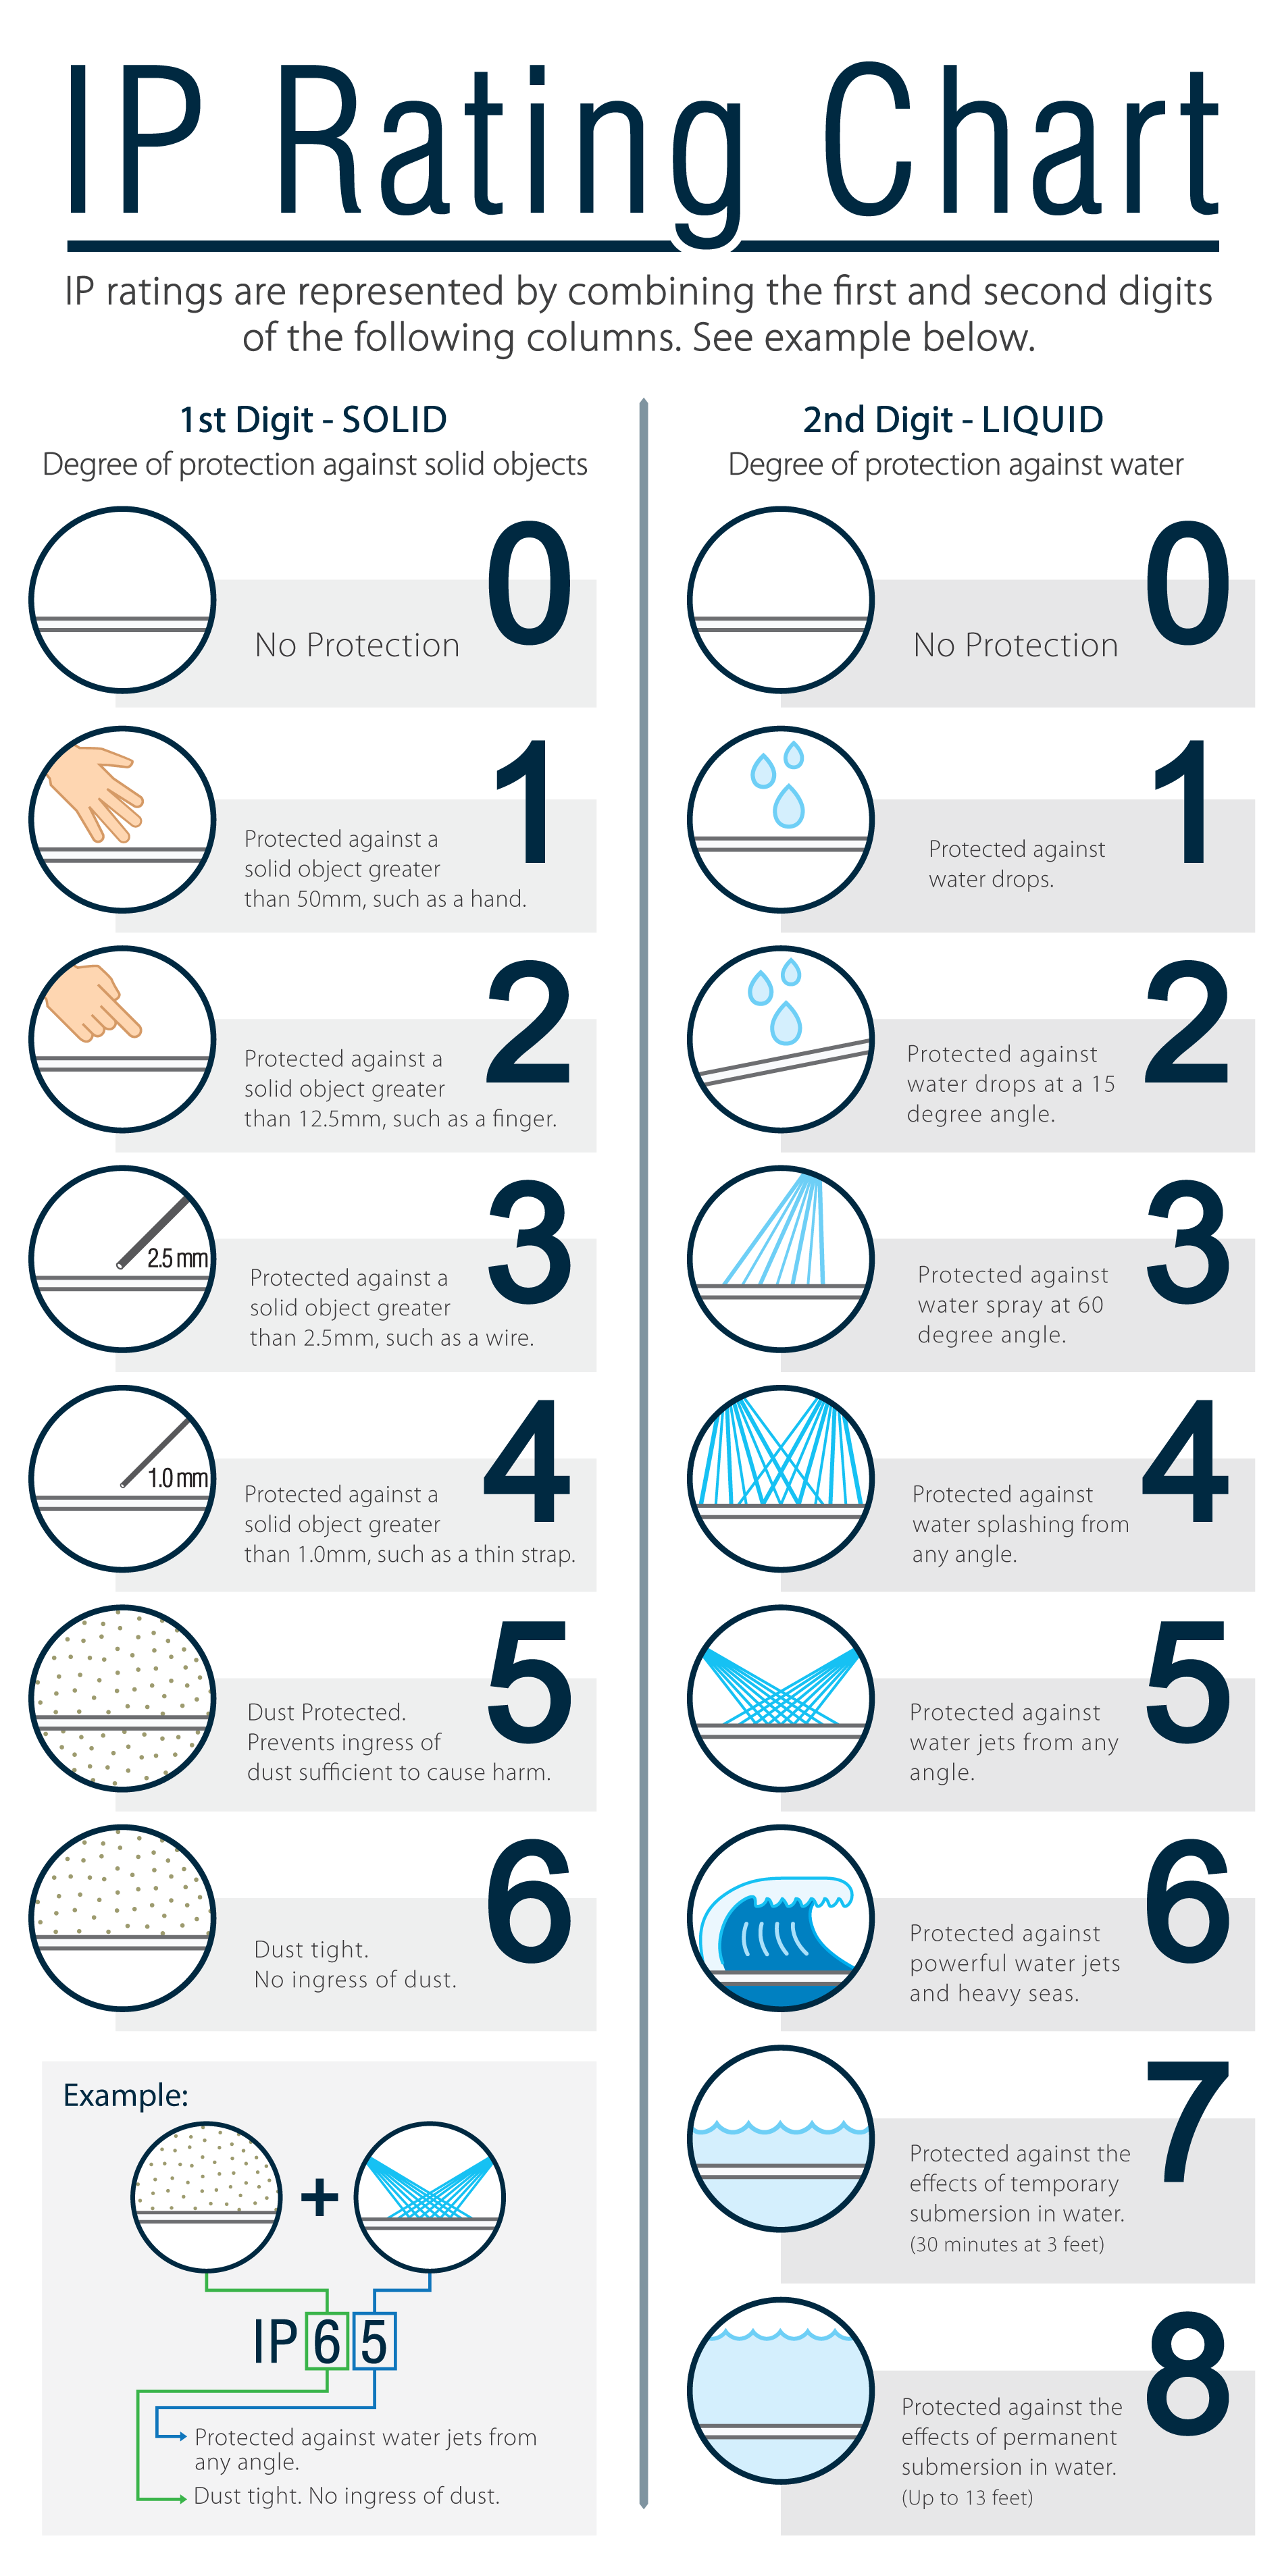 IP Rating Chart
IP ratings are represented by combining the first and second digits
of the following columns. See example below.
1st Digit - SOLID
Degree of protection against solid objects
0
No Protection
1
Protected against a
solid object greater
than 50mm, such as a hand.
2
Protected against a
solid object greater
than 12.5mm, such as a finger.
2.5 mm
3
Protected against a
solid object greater
than 2.5mm, such as a wire.
1.0 mm
4
Protected against a
solid object greater
than 1.0mm, such as a thin strap.
5
Dust Protected.
Prevents ingress of
dust sufficient to cause harm.
6
Dust tight.
No ingress of dust.
Example:
+
IP 6 5
Protected against water jets from
any angle.
Dust tight. No ingress of dust.
2nd Digit - LIQUID
Degree of protection against water
0
No Protection
1
Protected against
water drops.
2
Protected against
water drops at a 15
degree angle.
3
Protected against
water spray at 60
degree angle.
4
Protected against
water splashing from
any angle.
5
Protected against
water jets from any
angle.
6
Protected against
powerful water jets
and heavy seas.
7
Protected against the
effects of temporary
submersion in water.
(30 minutes at 3 feet)
8
Protected against the
effects of permanent
submersion in water.
(Up to 13 feet)